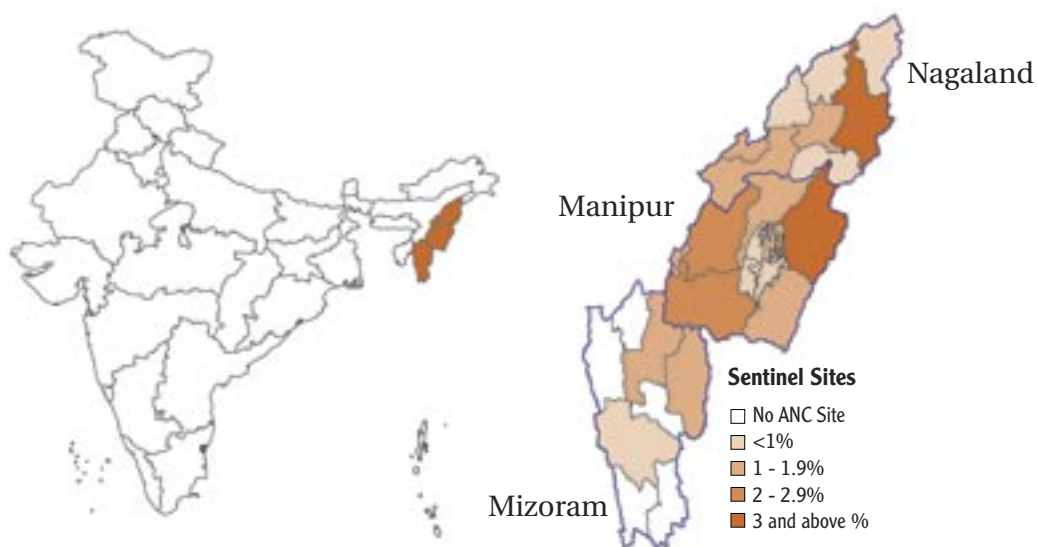 Nagaland
Manipur
Mizoram
Sentinel Sites
No ANC Site
<1%
1 - 1.9%
2 - 2.9%
3 and above %